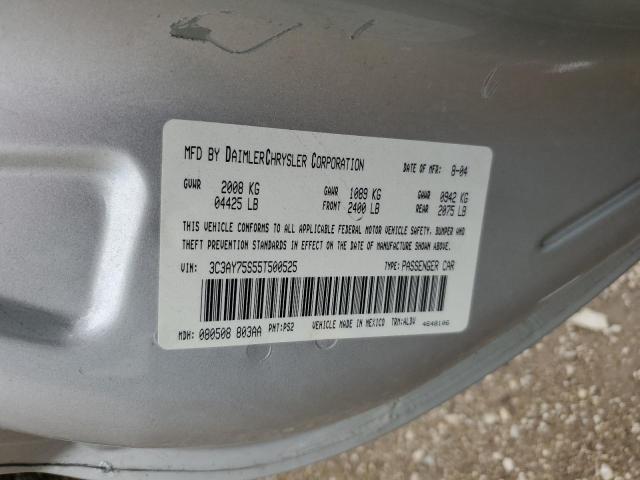 MFD BY DAIMLERCHRYSLER CORPORATION DATE OF MFR: 8-04
GVWR 2008 KG GAWR 1089 KG GAWR 0942 KG
04425 LB FRONT 2400 LB REAR 2075 LB
THIS VEHICLE CONFORMS TO ALL APPLICABLE FEDERAL MOTOR VEHICLE SAFETY, BUMPER AND
THEFT PREVENTION STANDARDS IN EFFECT ON THE DATE OF MANUFACTURE SHOWN ABOVE.
VIN: 3C3AY75S55T500525 TYPE: PASSENGER CAR
MDH: 080508 803AA PNT: PS2 VEHICLE MADE IN MEXICO TRM: ALDV 4648106